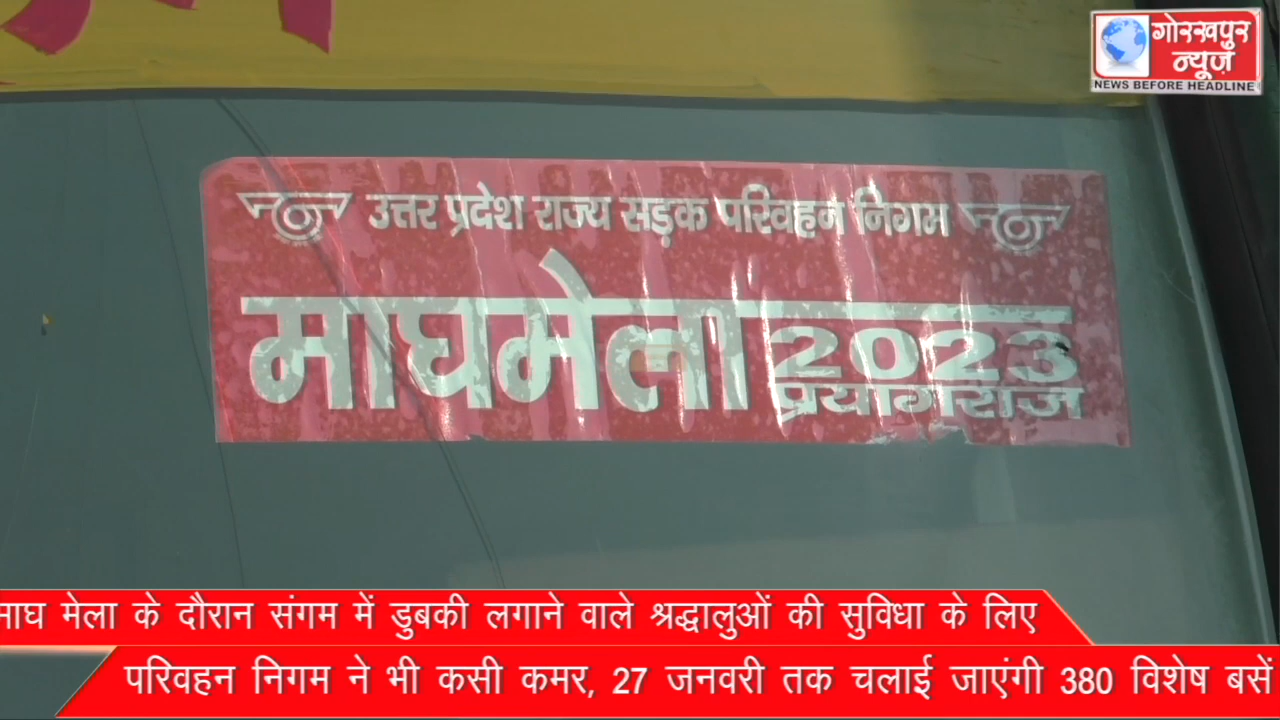 गोरखपुर
न्यूज़
NEWS BEFORE HEADLINE
उत्तर प्रदेश राज्य सड़क परिवहन निगम
माघमेला 2023
प्रयागराज
माघ मेला के दौरान संगम में डुबकी लगाने वाले श्रद्धालुओं की सुविधा के लिए
परिवहन निगम ने भी कसी कमर, 27 जनवरी तक चलाई जाएंगी 380 विशेष बसें